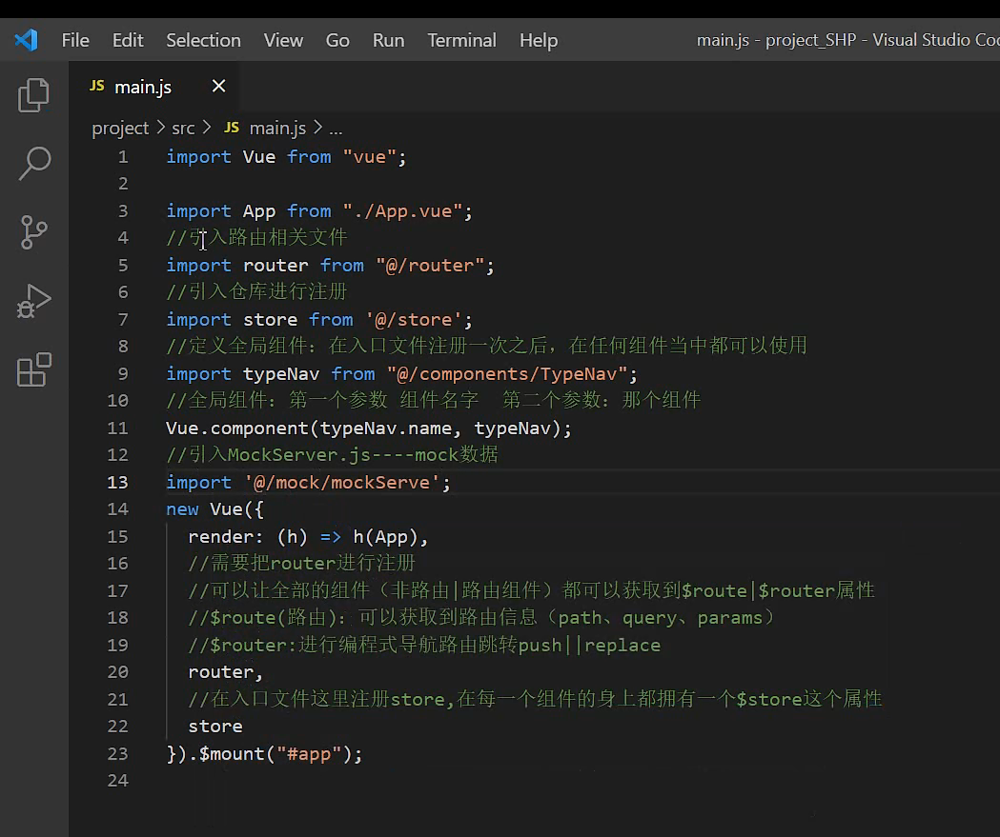 File Edit Selection View Go Run Terminal Help main.js - project_SHP - Visual Studio
JS main.js ×
project > src > JS main.js > ...
1 import Vue from "vue";
2
3 import App from "./App.vue";
4 //引入路由相关文件
5 import router from "@/router";
6 //引入仓库进行注册
7 import store from '@/store';
8 //定义全局组件：在入口文件注册一次之后，在任何组件当中都可以使用
9 import typeNav from "@/components/TypeNav";
10 //全局组件：第一个参数 组件名字  第二个参数：那个组件
11 Vue.component(typeNav.name, typeNav);
12 //引入MockServer.js----mock数据
13 import '@/mock/mockServe';
14 new Vue({
15 render: (h) => h(App),
16 //需要把router进行注册
17 //可以让全部的组件（非路由|路由组件）都可以获取到$route|$router属性
18 //$route(路由)：可以获取到路由信息（path、query、params）
19 //$router:进行编程式导航路由跳转push||replace
20 router,
21 //在入口文件这里注册store,在每一个组件的身上都拥有一个$store这个属性
22 store
23 }).$mount("#app");
24